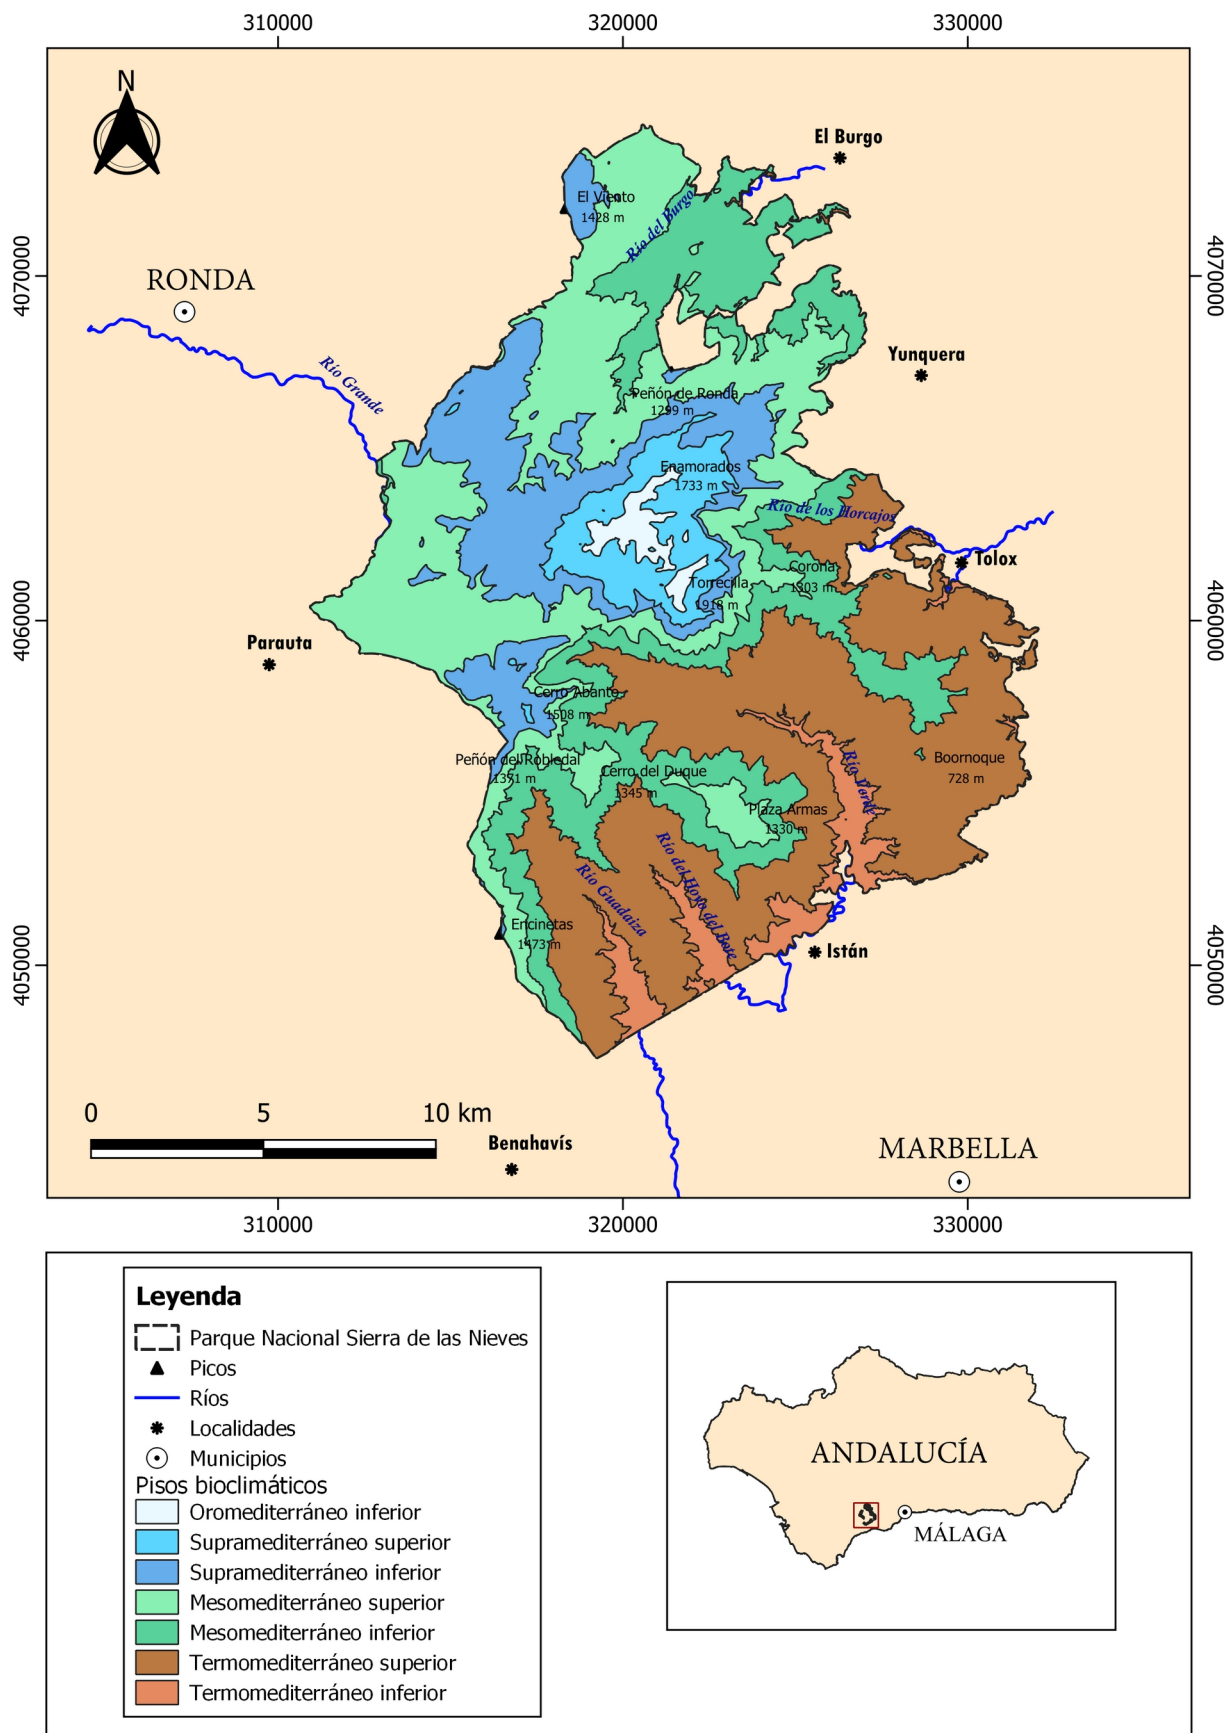 310000 320000 330000
N
El Burgo
El Viento
1428 m
Río del Burgo
4070000
4070000
RONDA
Río Grande
Yunquera
Peñón de Ronda
1299 m
Enamorados
1733 m
Río de los Horcajos
Tolox
Corona
1303 m
Torrecilla
1918 m
4060000
4060000
Parauta
Cerro Abanto
1508 m
Peñón del Robledal
1371 m
Cerro del Duque
1345 m
Río Verde
Boornoque
728 m
Plaza Armas
1330 m
Río del Hoyo del Bote
Río Guadaiza
Encinetas
1473 m
Istán
4050000
4050000
0 5 10 km
Benahavís
MARBELLA
310000 320000 330000
Leyenda
Parque Nacional Sierra de las Nieves
Picos
Ríos
Localidades
Municipios
Pisos bioclimáticos
Oromediterráneo inferior
Supramediterráneo superior
Supramediterráneo inferior
Mesomediterráneo superior
Mesomediterráneo inferior
Termomediterráneo superior
Termomediterráneo inferior
ANDALUCÍA
MÁLAGA